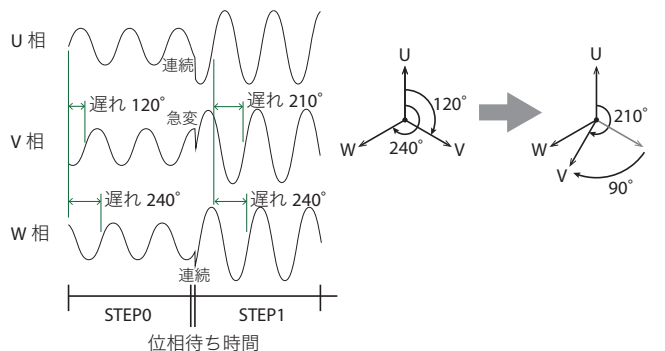 U 相
連続
遅れ 120°
急変
遅れ 210°
V 相
遅れ 240°
遅れ 240°
W 相
連続
STEP0
STEP1
位相待ち時間
U
120°
240°
W
V
U
210°
W
V
90°